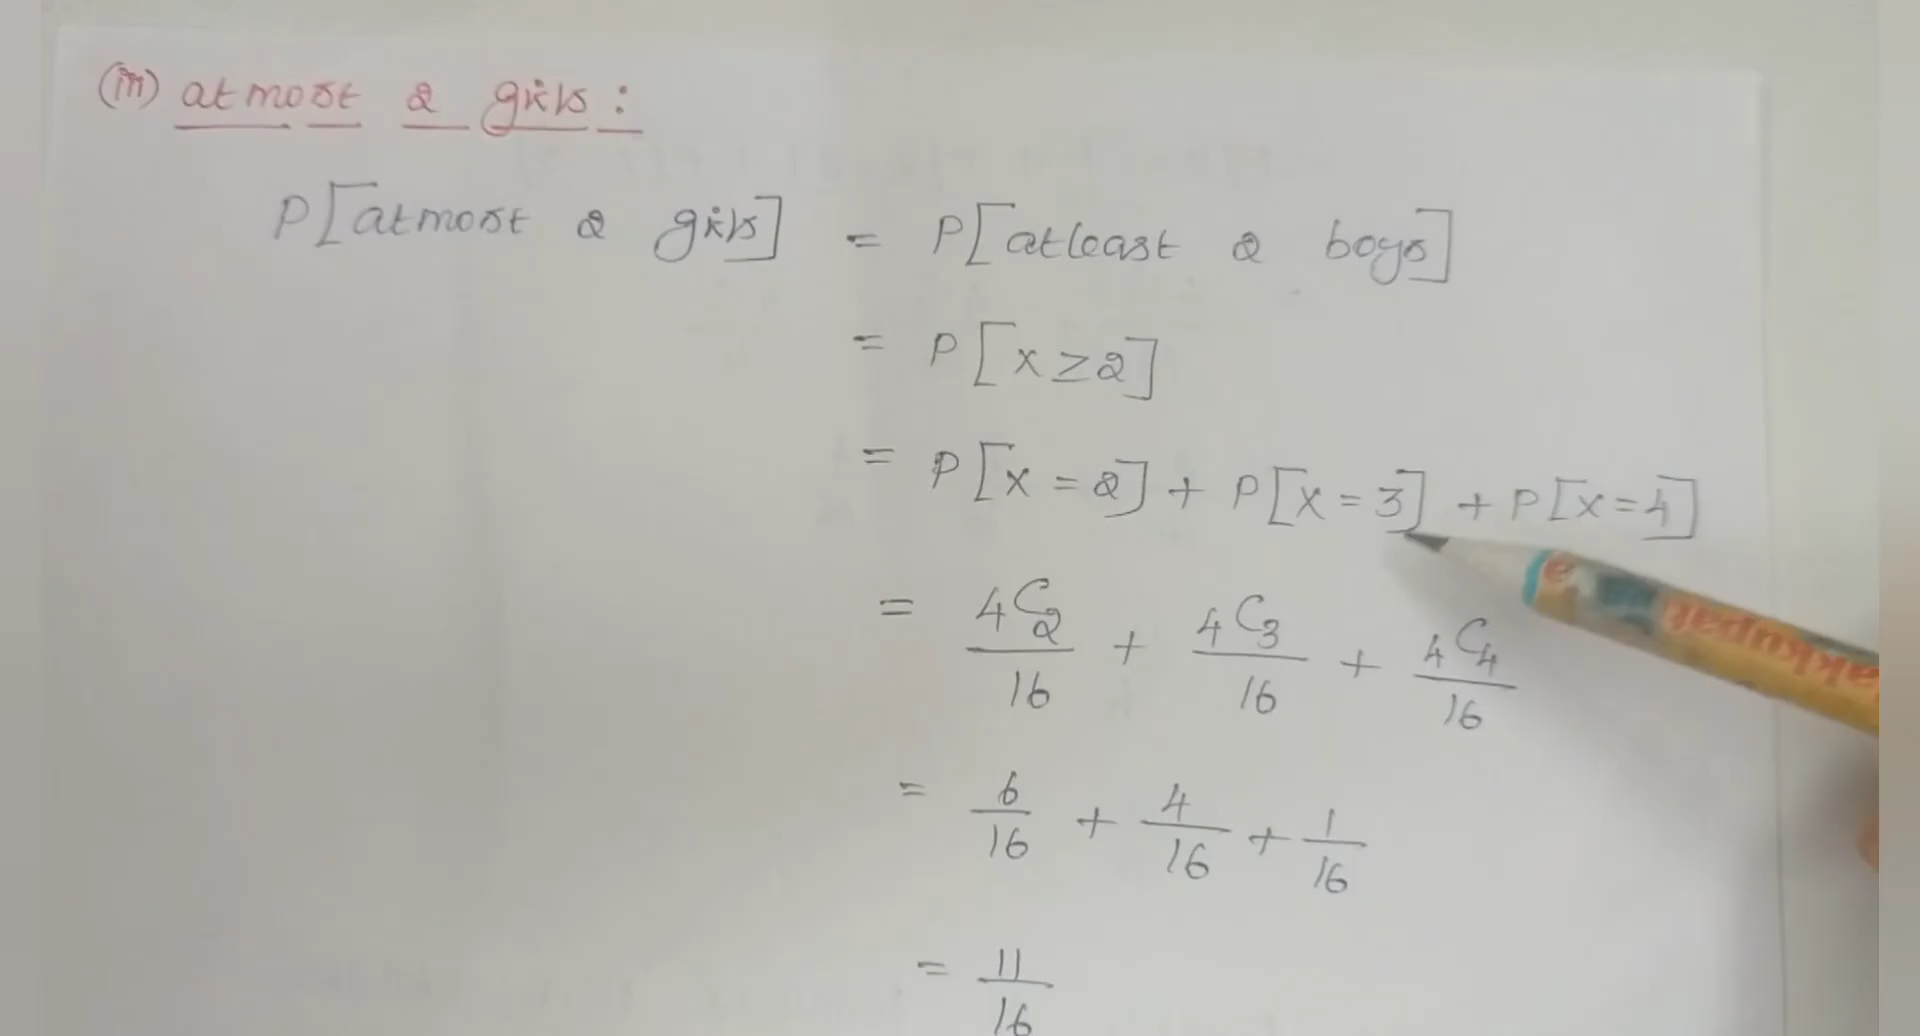 (iii) atmost 2 girls :
P[atmost 2 girls] = P[atleast 2 boys]
= P[X ≥ 2]
= P[X = 2] + P[X = 3] + P[X = 4]
= 4C₂/16 + 4C₃/16 + 4C₄/16
= 6/16 + 4/16 + 1/16
= 11/16